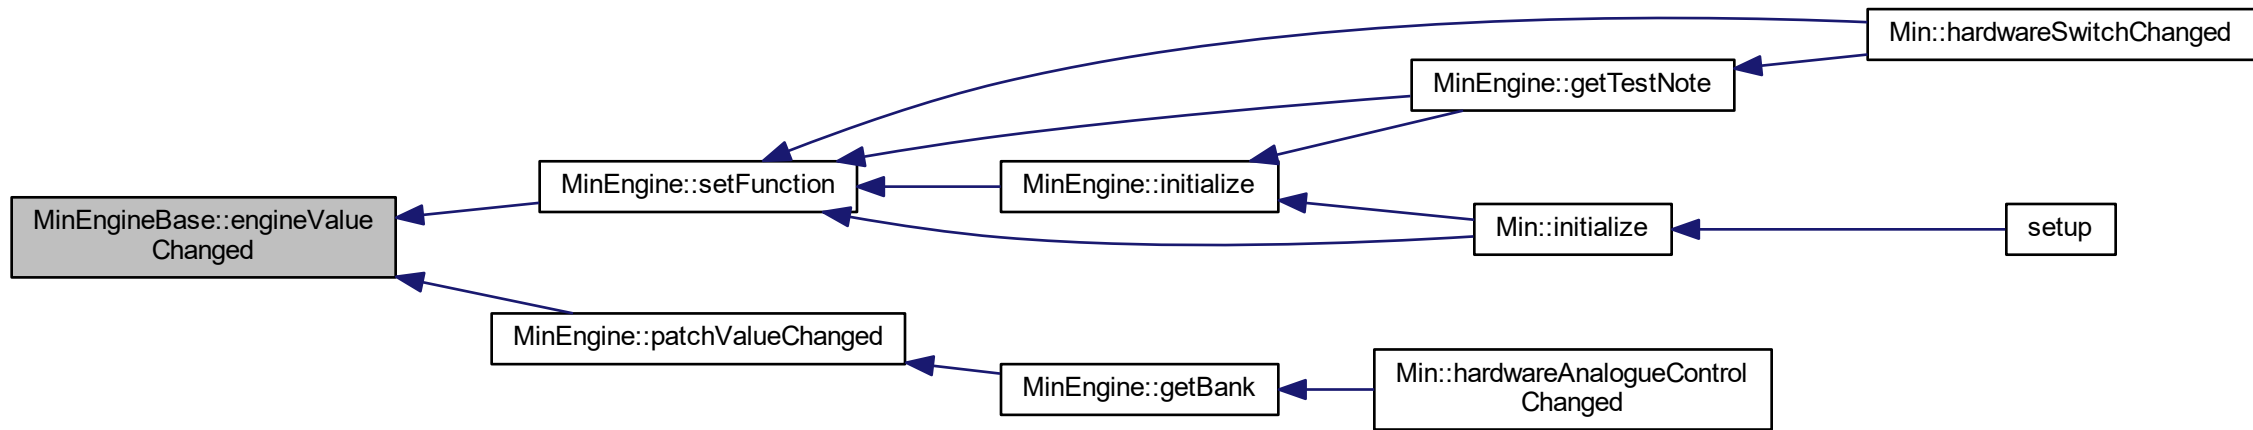 Min::hardwareSwitchChanged
MinEngine::getTestNote
MinEngine::setFunction
MinEngine::initialize
MinEngineBase::engineValue
Changed
Min::initialize
setup
MinEngine::patchValueChanged
MinEngine::getBank
Min::hardwareAnalogueControl
Changed